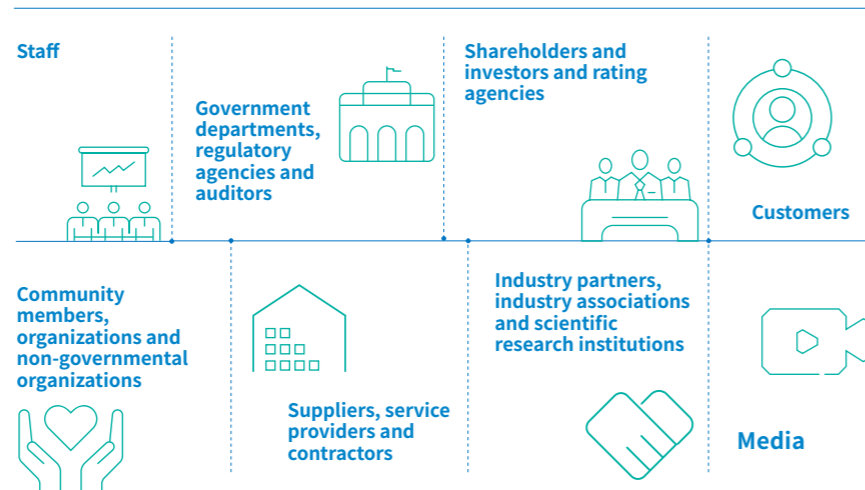 Staff
Government
departments,
regulatory
agencies and
auditors
Shareholders and
investors and rating
agencies
Customers
Community
members,
organizations and
non-governmental
organizations
Suppliers, service
providers and
contractors
Industry partners,
industry associations
and scientific
research institutions
Media